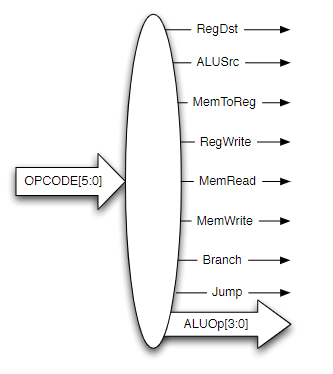 RegDst
ALUSrc
MemToReg
RegWrite
OPCODE[5:0]
MemRead
MemWrite
Branch
Jump
ALUOp[3:0]